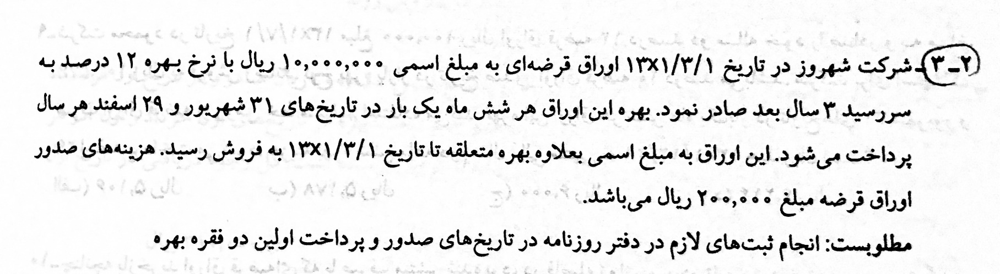 ۲ـ۳ـ شرکت شهروز در تاریخ ۱۳X۱/۳/۱ اوراق قرضه‌ای به مبلغ اسمی ۱۰,۰۰۰,۰۰۰ ریال با نرخ بهره ۱۲ درصد به
سررسید ۳ سال بعد صادر نمود. بهره این اوراق هر شش ماه یک بار در تاریخ‌های ۳۱ شهریور و ۲۹ اسفند هر سال
پرداخت می‌شود. این اوراق به مبلغ اسمی بعلاوه بهره متعلقه تا تاریخ ۱۳X۱/۳/۱ به فروش رسید. هزینه‌های صدور
اوراق قرضه مبلغ ۲۰۰,۰۰۰ ریال می‌باشد.
مطلوبست: انجام ثبت‌های لازم در دفتر روزنامه در تاریخ‌های صدور و پرداخت اولین دو فقره بهره